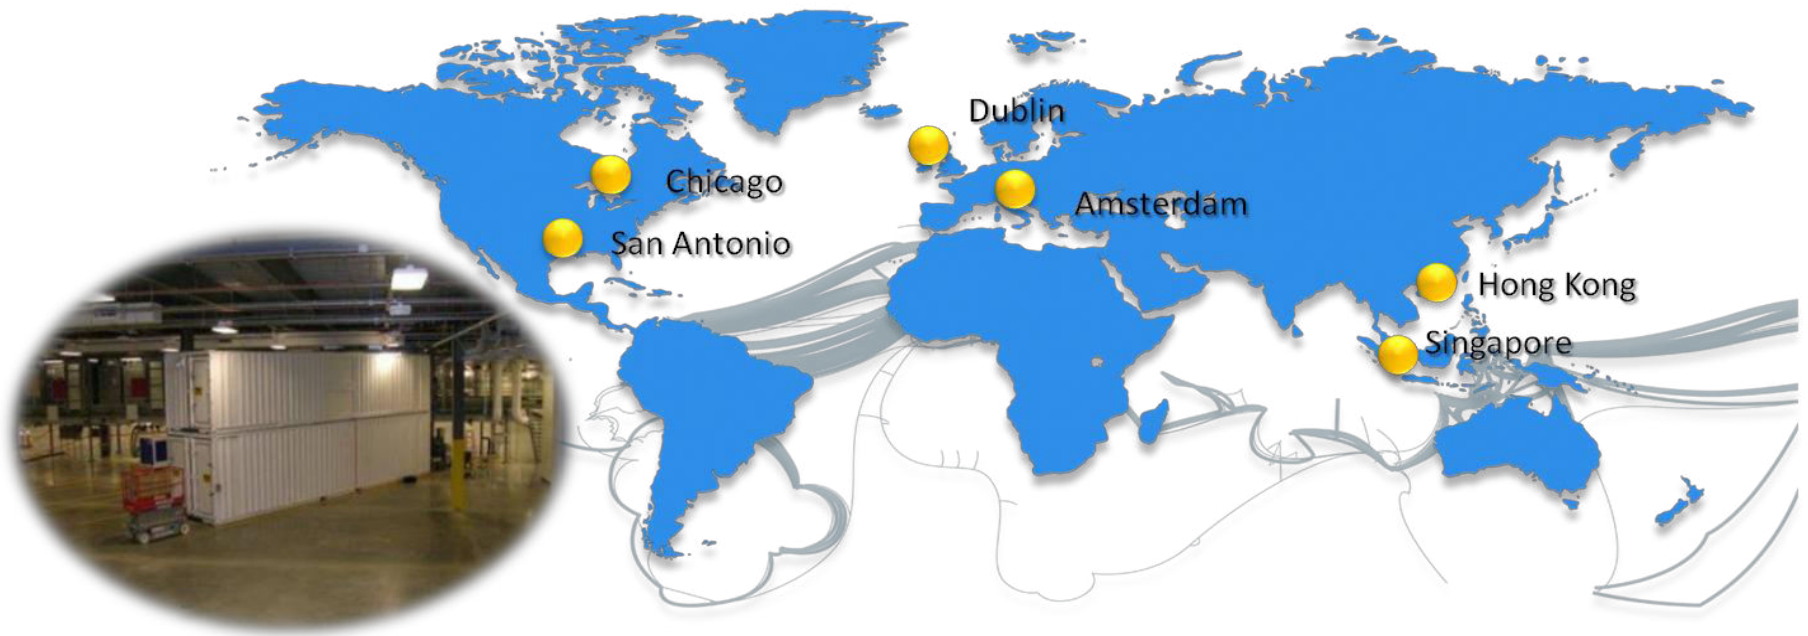 Dublin
Chicago
Amsterdam
San Antonio
Hong Kong
Singapore